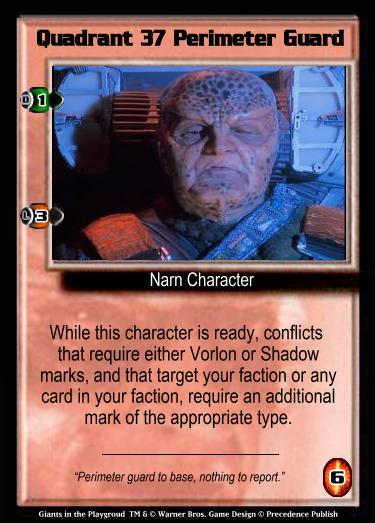 Quadrant 37 Perimeter Guard
D 1
L 3
Narn Character
While this character is ready, conflicts
that require either Vorlon or Shadow
marks, and that target your faction or any
card in your faction, require an additional
mark of the appropriate type.
"Perimeter guard to base, nothing to report."
6
Giants in the Playgroud TM & © Warner Bros. Game Design © Precedence Publish